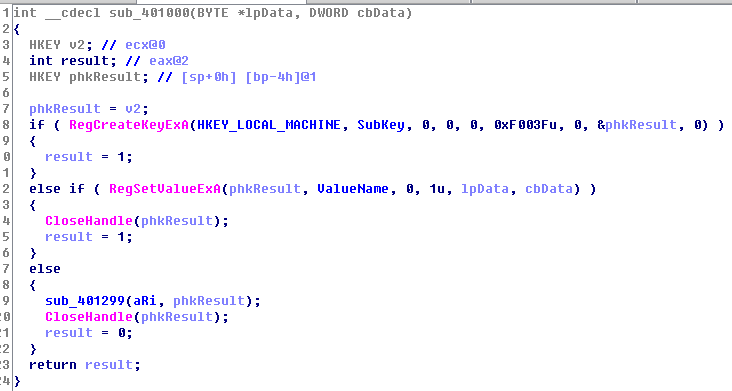 1 int __cdecl sub_401000(BYTE *lpData, DWORD cbData)
2 {
3 HKEY v2; // ecx@0
4 int result; // eax@2
5 HKEY phkResult; // [sp+0h] [bp-4h]@1
6
7 phkResult = v2;
8 if ( RegCreateKeyExA(HKEY_LOCAL_MACHINE, SubKey, 0, 0, 0, 0xF003Fu, 0, &phkResult, 0) )
9 {
0 result = 1;
1 }
2 else if ( RegSetValueExA(phkResult, ValueName, 0, 1u, lpData, cbData) )
3 {
4 CloseHandle(phkResult);
5 result = 1;
6 }
7 else
8 {
9 sub_401299(aRi, phkResult);
20 CloseHandle(phkResult);
21 result = 0;
22 }
23 return result;
24 }